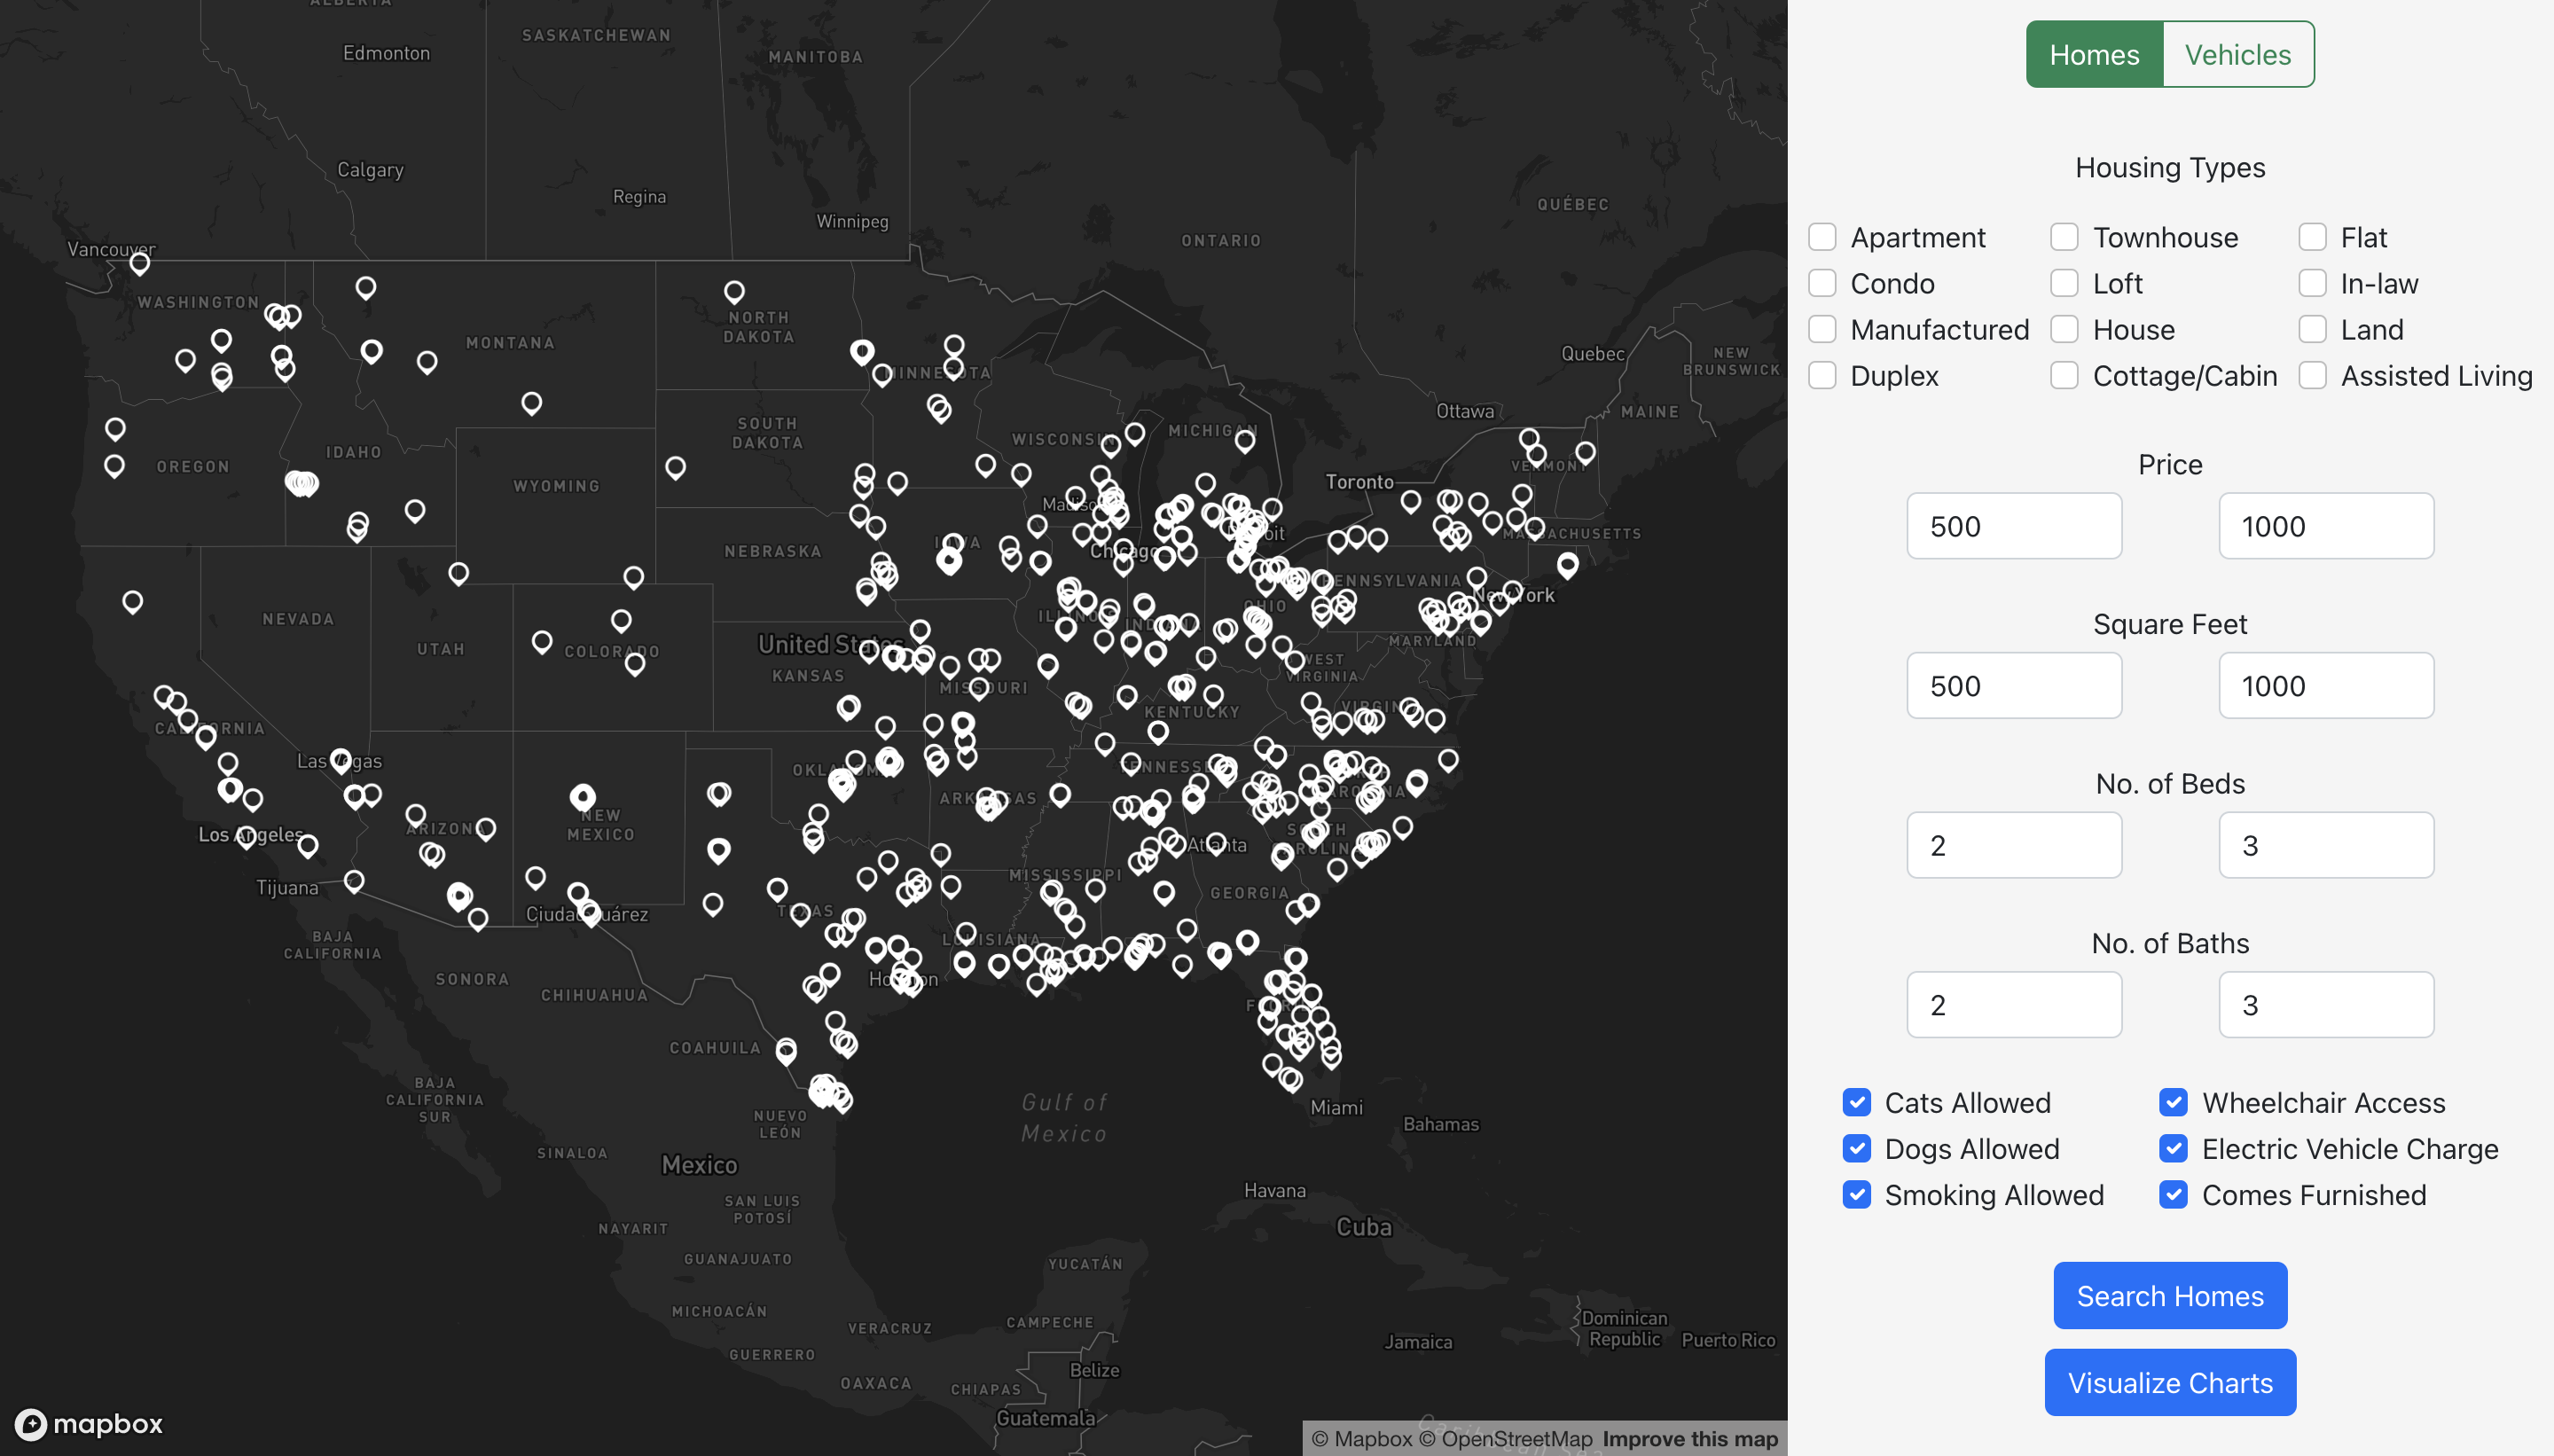 ALBERTA
Edmonton
SASKATCHEWAN
MANITOBA
Calgary
Regina
Winnipeg
ONTARIO
QUÉBEC
Vancouver
WASHINGTON
NORTH
DAKOTA
MONTANA
MINNESOTA
Quebec
NEW
BRUNSWICK
Ottawa
MAINE
SOUTH
DAKOTA
WISCONSIN
MICHIGAN
IDAHO
OREGON
WYOMING
VERMONT
Toronto
NEBRASKA
IOWA
Chicago
MASSACHUSETTS
PENNSYLVANIA
New York
NEVADA
UTAH
COLORADO
United States
KANSAS
MISSOURI
ILLINOIS
INDIANA
OHIO
MARYLAND
WEST
VIRGINIA
KENTUCKY
VIRGINIA
CALIFORNIA
Las Vegas
OKLAHOMA
TENNESSEE
ARKANSAS
NORTH
CAROLINA
Los Angeles
ARIZONA
NEW
MEXICO
Atlanta
SOUTH
CAROLINA
Tijuana
MISSISSIPPI
GEORGIA
Ciudad Juárez
TEXAS
BAJA
CALIFORNIA
LOUISIANA
SONORA
Houston
CHIHUAHUA
FLORIDA
COAHUILA
BAJA
CALIFORNIA
SUR
NUEVO
LEÓN
Gulf of
Mexico
Miami
Bahamas
SINALOA
Mexico
Havana
SAN LUIS
POTOSÍ
NAYARIT
Cuba
GUANAJUATO
YUCATÁN
MICHOACÁN
VERACRUZ
CAMPECHE
Jamaica
Dominican
Republic
Puerto Rico
GUERRERO
Belize
OAXACA
CHIAPAS
Guatemala
Caribbean Sea
mapbox
© Mapbox © OpenStreetMap Improve this map
Homes Vehicles
Housing Types
Apartment Townhouse Flat
Condo Loft In-law
Manufactured House Land
Duplex Cottage/Cabin Assisted Living
Price
500 1000
Square Feet
500 1000
No. of Beds
2 3
No. of Baths
2 3
Cats Allowed Wheelchair Access
Dogs Allowed Electric Vehicle Charge
Smoking Allowed Comes Furnished
Search Homes
Visualize Charts